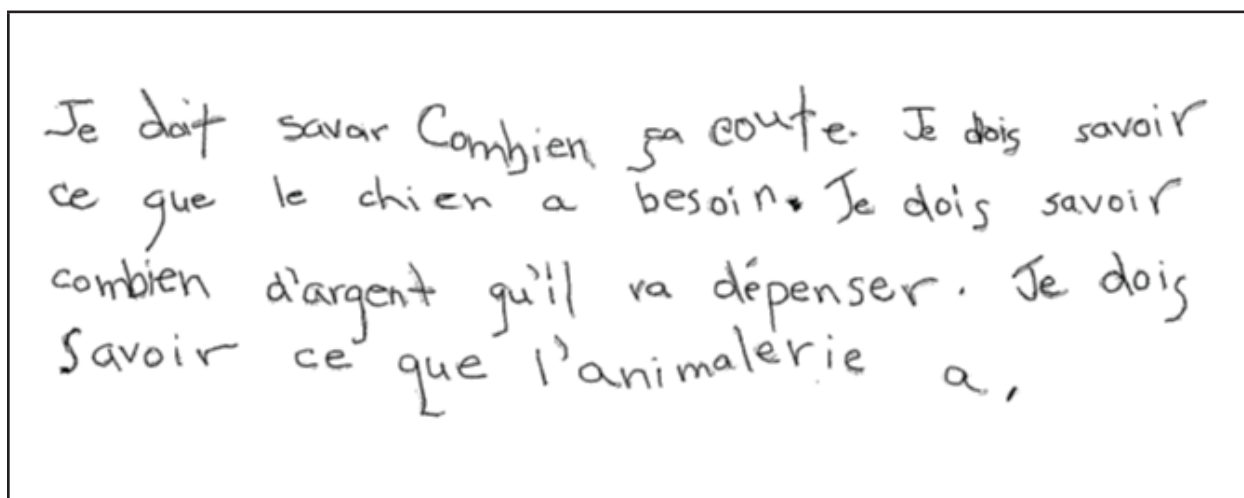 Je doit savoir Combien ça coute. Je dois savoir
ce que le chien a besoin. Je dois savoir
combien d'argent qu'il va dépenser. Je dois
Savoir ce que l'animalerie a.